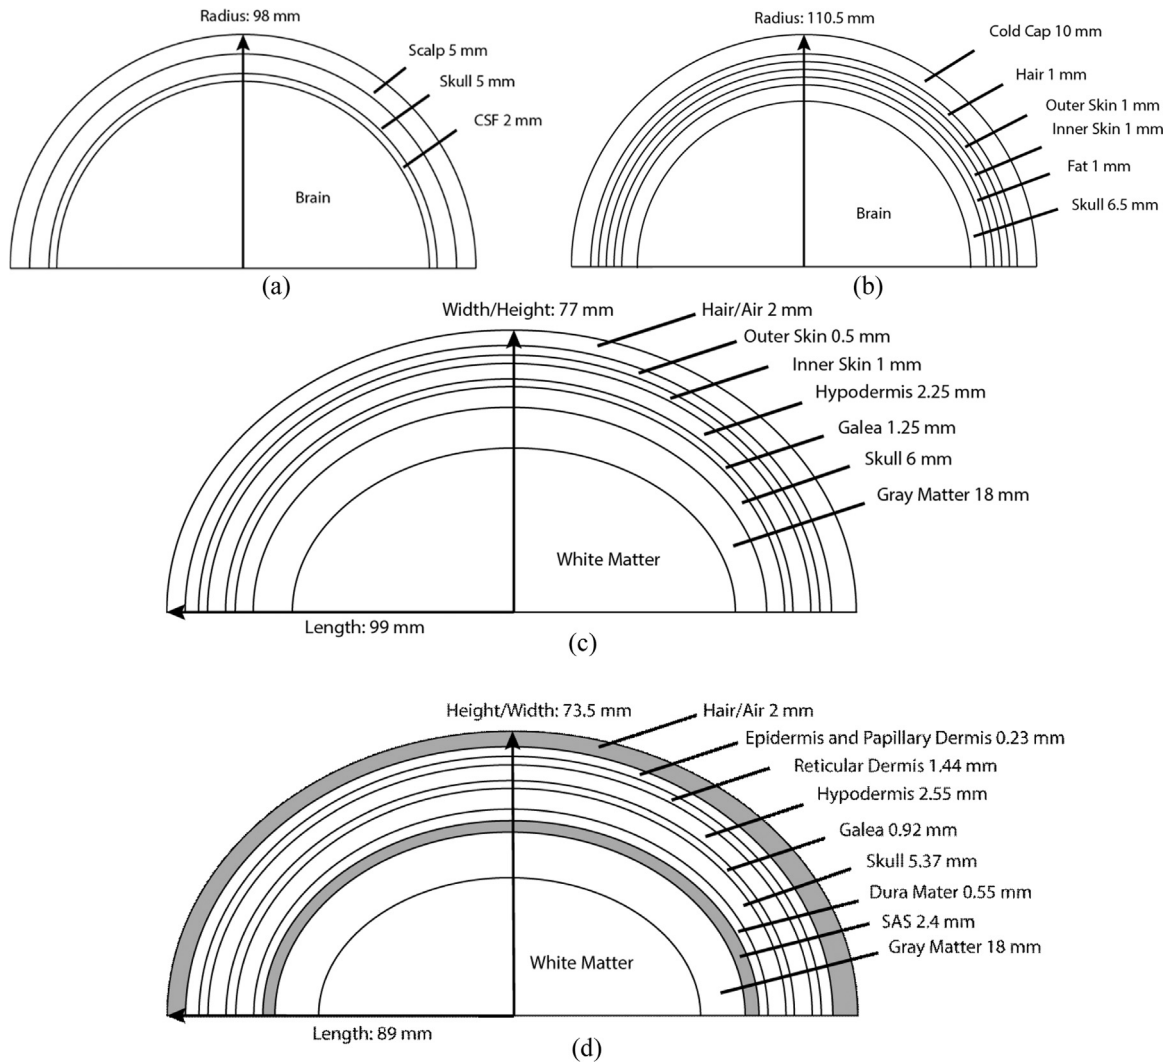 Radius: 98 mm
Scalp 5 mm
Skull 5 mm
CSF 2 mm
Brain
(a)
Radius: 110.5 mm
Cold Cap 10 mm
Hair 1 mm
Outer Skin 1 mm
Inner Skin 1 mm
Fat 1 mm
Skull 6.5 mm
Brain
(b)
Width/Height: 77 mm
Hair/Air 2 mm
Outer Skin 0.5 mm
Inner Skin 1 mm
Hypodermis 2.25 mm
Galea 1.25 mm
Skull 6 mm
Gray Matter 18 mm
White Matter
Length: 99 mm
(c)
Height/Width: 73.5 mm
Hair/Air 2 mm
Epidermis and Papillary Dermis 0.23 mm
Reticular Dermis 1.44 mm
Hypodermis 2.55 mm
Galea 0.92 mm
Skull 5.37 mm
Dura Mater 0.55 mm
SAS 2.4 mm
Gray Matter 18 mm
White Matter
Length: 89 mm
(d)